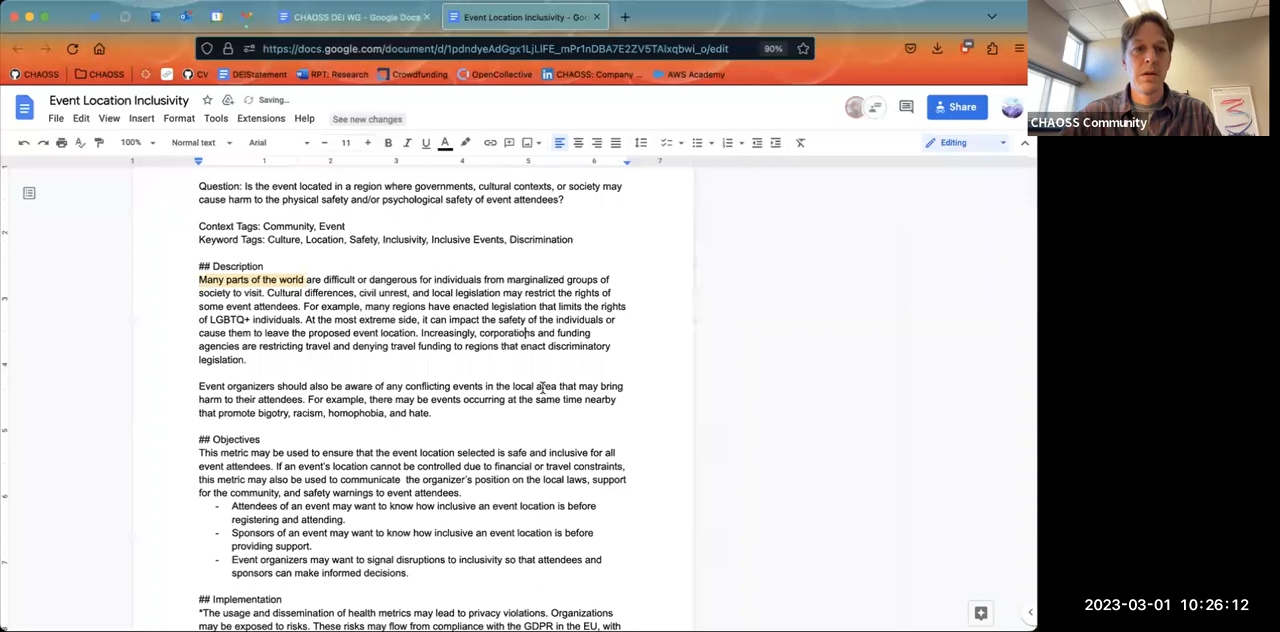 CHAOSS DEI WG - Google Docs
Event Location Inclusivity - Goo
https://docs.google.com/document/d/1pdndyeAdGgx1LjLlFE_mPr1nDBA7E2ZV5TAlxqbwi_o/edit
90%
CHAOSS
CHAOSS
CV
DEIStatement
RPT: Research
Crowdfunding
OpenCollective
CHAOSS: Company ...
AWS Academy
Event Location Inclusivity
Saving...
File Edit View Insert Format Tools Extensions Help
See new changes
Share
100%
Normal text
Arial
11
Editing
1 1 2 3 4 5 6 7
Question: Is the event located in a region where governments, cultural contexts, or society may
cause harm to the physical safety and/or psychological safety of event attendees?
Context Tags: Community, Event
Keyword Tags: Culture, Location, Safety, Inclusivity, Inclusive Events, Discrimination
## Description
Many parts of the world are difficult or dangerous for individuals from marginalized groups of
society to visit. Cultural differences, civil unrest, and local legislation may restrict the rights of
some event attendees. For example, many regions have enacted legislation that limits the rights
of LGBTQ+ individuals. At the most extreme side, it can impact the safety of the individuals or
cause them to leave the proposed event location. Increasingly, corporations and funding
agencies are restricting travel and denying travel funding to regions that enact discriminatory
legislation.
Event organizers should also be aware of any conflicting events in the local area that may bring
harm to their attendees. For example, there may be events occurring at the same time nearby
that promote bigotry, racism, homophobia, and hate.
## Objectives
This metric may be used to ensure that the event location selected is safe and inclusive for all
event attendees. If an event's location cannot be controlled due to financial or travel constraints,
this metric may also be used to communicate  the organizer's position on the local laws, support
for the community, and safety warnings to event attendees.
- Attendees of an event may want to know how inclusive an event location is before
registering and attending.
- Sponsors of an event may want to know how inclusive an event location is before
providing support.
- Event organizers may want to signal disruptions to inclusivity so that attendees and
sponsors can make informed decisions.
## Implementation
*The usage and dissemination of health metrics may lead to privacy violations. Organizations
may be exposed to risks. These risks may flow from compliance with the GDPR in the EU, with
CHAOSS Community
2023-03-01 10:26:12